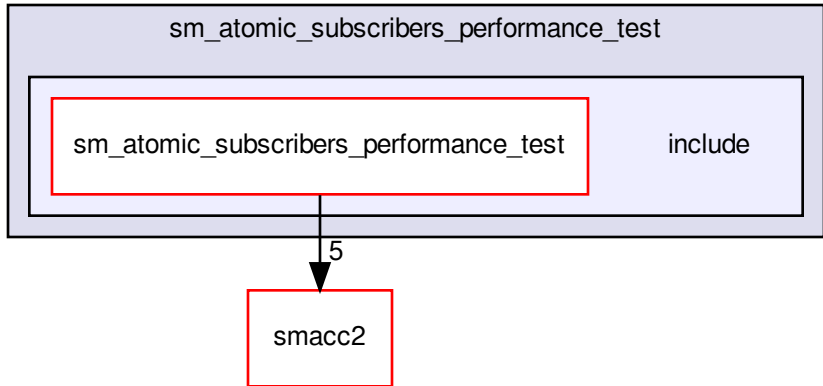 sm_atomic_subscribers_performance_test
sm_atomic_subscribers_performance_test
include
5
smacc2